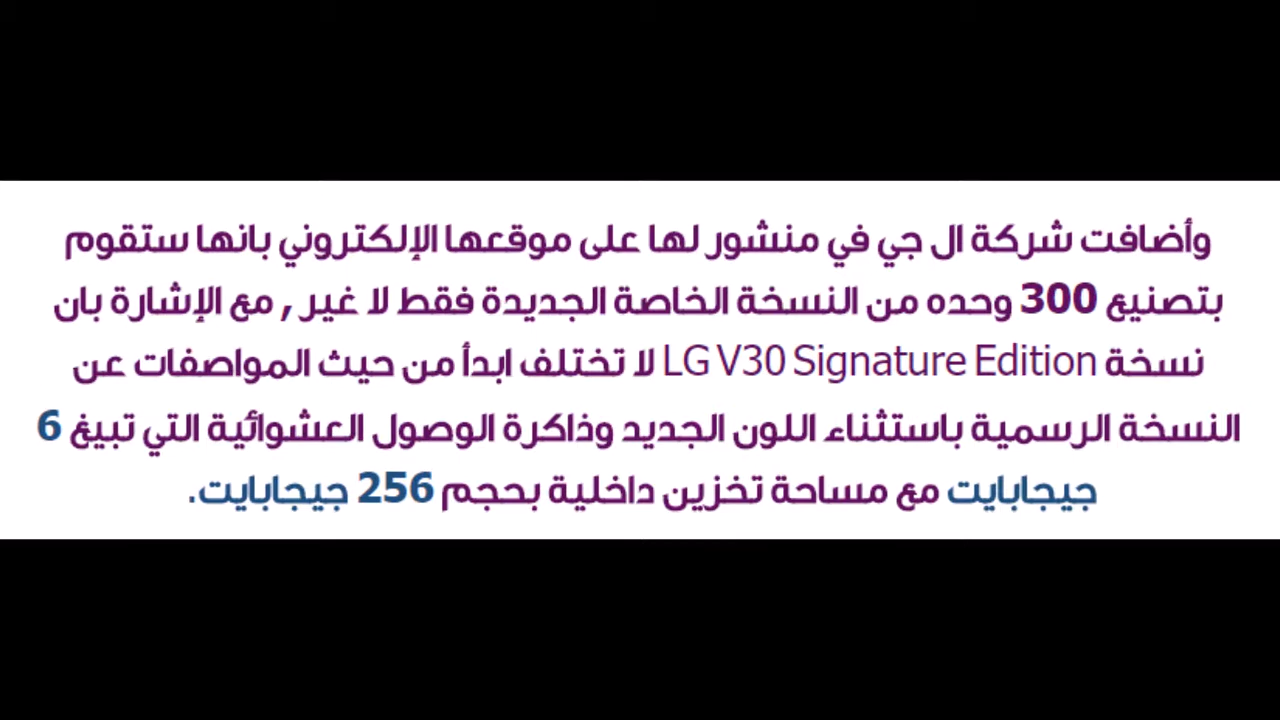 وأضافت شركة ال جي في منشور لها على موقعها الإلكتروني بانها ستقوم
بتصنيع 300 وحده من النسخة الخاصة الجديدة فقط لا غير , مع الإشارة بان
نسخة LG V30 Signature Edition لا تختلف ابدأ من حيث المواصفات عن
النسخة الرسمية باستثناء اللون الجديد وذاكرة الوصول العشوائية التي تبيغ 6
جيجابايت مع مساحة تخزين داخلية بحجم 256 جيجابايت.